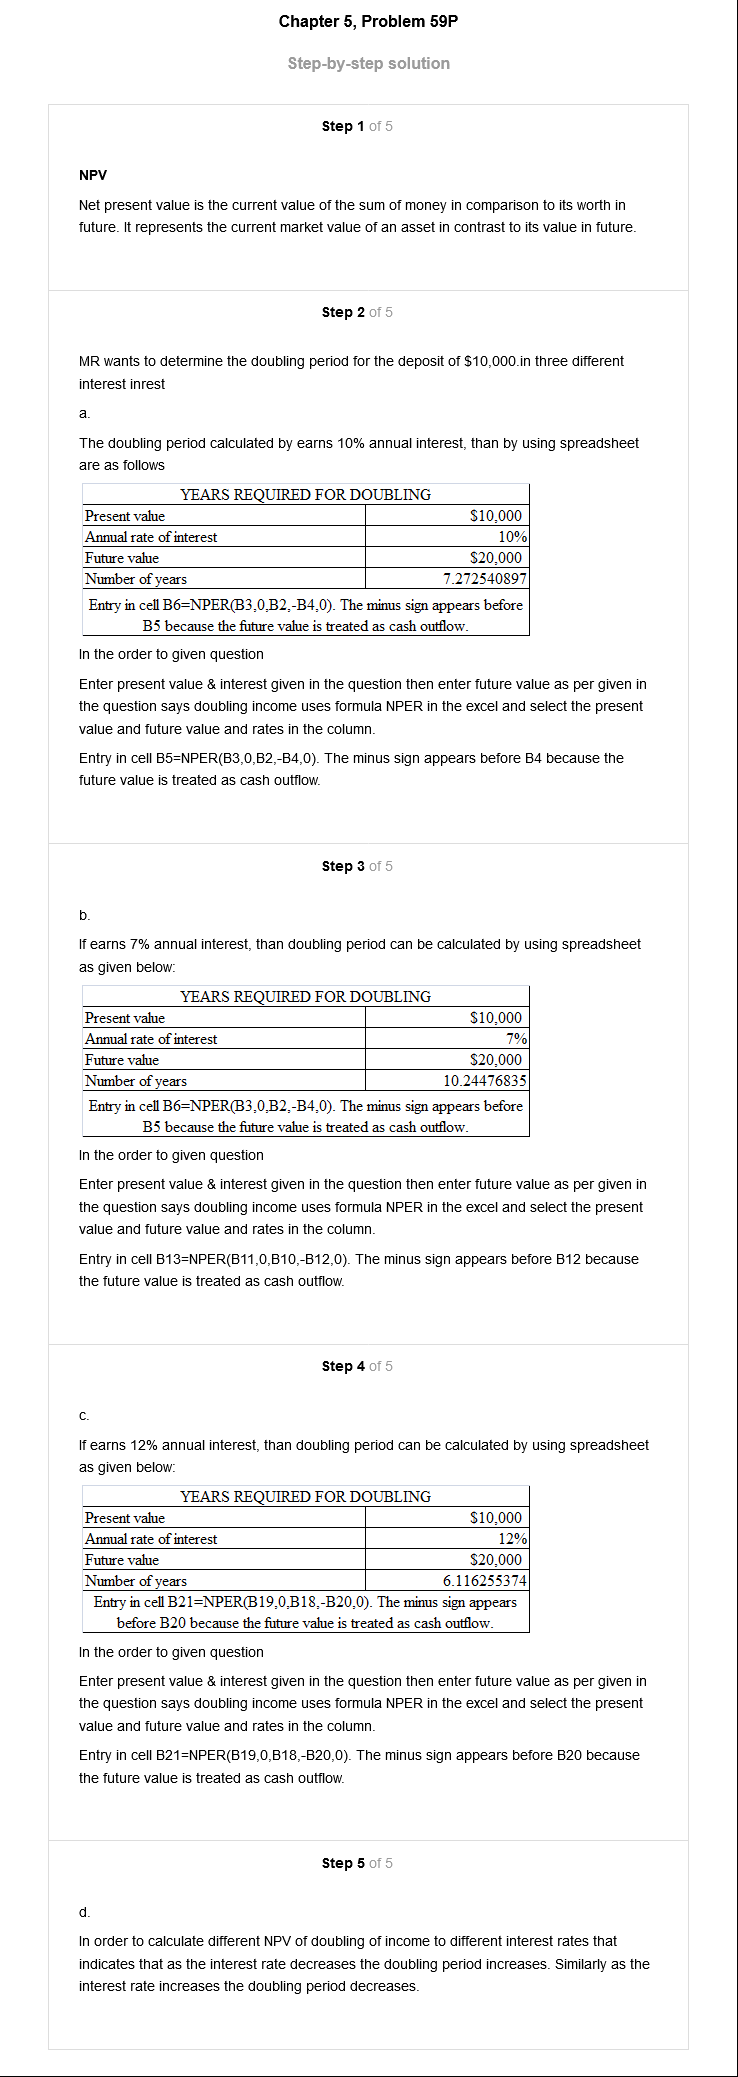 Chapter 5, Problem 59P
Step-by-step solution
Step 1 of 5
NPV
Net present value is the current value of the sum of money in comparison to its worth in
future. It represents the current market value of an asset in contrast to its value in future.
Step 2 of 5
MR wants to determine the doubling period for the deposit of $10,000.in three different
interest inrest
a.
The doubling period calculated by earns 10% annual interest, than by using spreadsheet
are as follows
YEARS REQUIRED FOR DOUBLING
Present value $10,000
Annual rate of interest 10%
Future value $20,000
Number of years 7.272540897
Entry in cell B6=NPER(B3,0,B2,-B4,0). The minus sign appears before
B5 because the future value is treated as cash outflow.
In the order to given question
Enter present value & interest given in the question then enter future value as per given in
the question says doubling income uses formula NPER in the excel and select the present
value and future value and rates in the column.
Entry in cell B5=NPER(B3,0,B2,-B4,0). The minus sign appears before B4 because the
future value is treated as cash outflow.
Step 3 of 5
b.
If earns 7% annual interest, than doubling period can be calculated by using spreadsheet
as given below:
YEARS REQUIRED FOR DOUBLING
Present value $10,000
Annual rate of interest 7%
Future value $20,000
Number of years 10.24476835
Entry in cell B6=NPER(B3,0,B2,-B4,0). The minus sign appears before
B5 because the future value is treated as cash outflow.
In the order to given question
Enter present value & interest given in the question then enter future value as per given in
the question says doubling income uses formula NPER in the excel and select the present
value and future value and rates in the column.
Entry in cell B13=NPER(B11,0,B10,-B12,0). The minus sign appears before B12 because
the future value is treated as cash outflow.
Step 4 of 5
c.
If earns 12% annual interest, than doubling period can be calculated by using spreadsheet
as given below:
YEARS REQUIRED FOR DOUBLING
Present value $10,000
Annual rate of interest 12%
Future value $20,000
Number of years 6.116255374
Entry in cell B21=NPER(B19,0,B18,-B20,0). The minus sign appears
before B20 because the future value is treated as cash outflow.
In the order to given question
Enter present value & interest given in the question then enter future value as per given in
the question says doubling income uses formula NPER in the excel and select the present
value and future value and rates in the column.
Entry in cell B21=NPER(B19,0,B18,-B20,0). The minus sign appears before B20 because
the future value is treated as cash outflow.
Step 5 of 5
d.
In order to calculate different NPV of doubling of income to different interest rates that
indicates that as the interest rate decreases the doubling period increases. Similarly as the
interest rate increases the doubling period decreases.